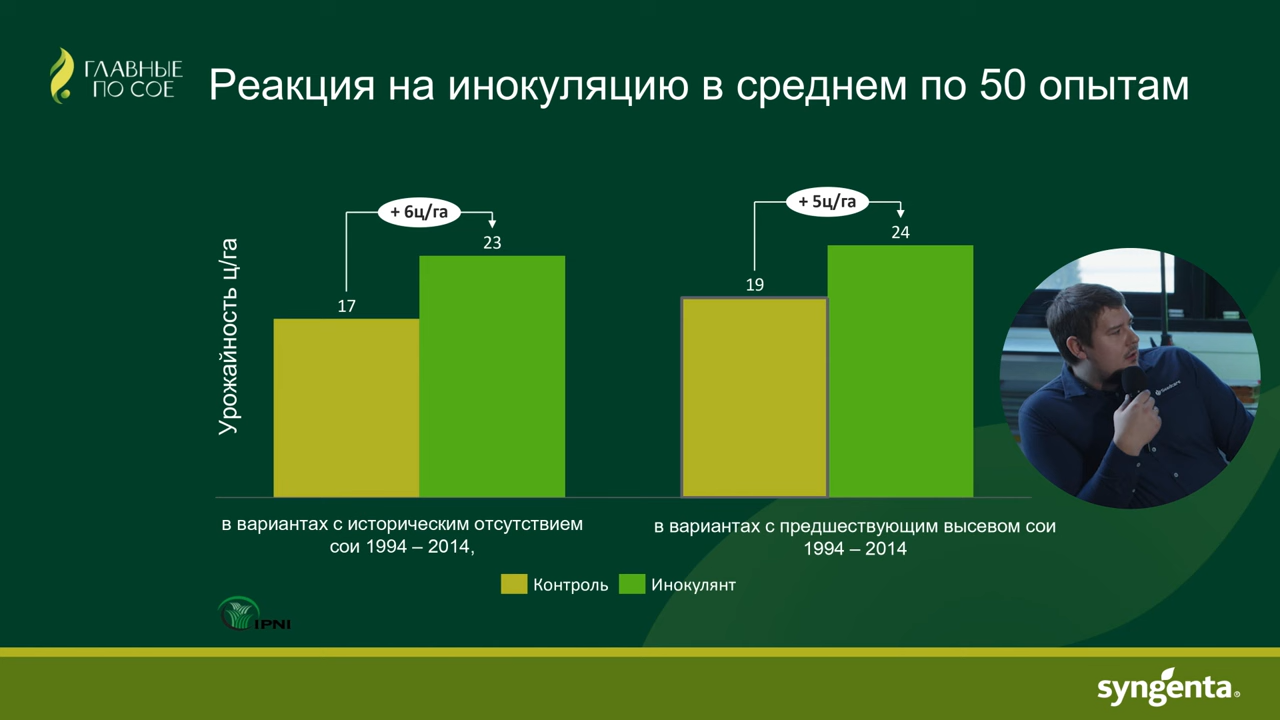 ГЛАВНЫЕ
ПО СОЕ
Реакция на инокуляцию в среднем по 50 опытам
Урожайность ц/га
+ 6ц/га
17
23
+ 5ц/га
19
24
в вариантах с историческим отсутствием
сои 1994 – 2014,
в вариантах с предшествующим высевом сои
1994 – 2014
Контроль
Инокулянт
IPNI
Seedcare
syngenta®